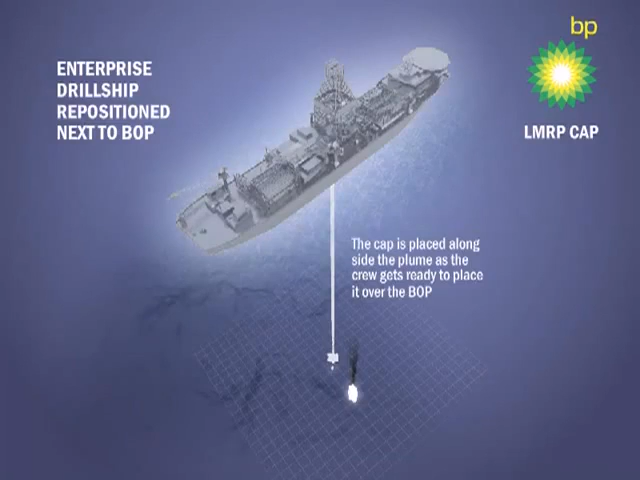 ENTERPRISE
DRILLSHIP
REPOSITIONED
NEXT TO BOP
bp
LMRP CAP
The cap is placed along
side the plume as the
crew gets ready to place
it over the BOP